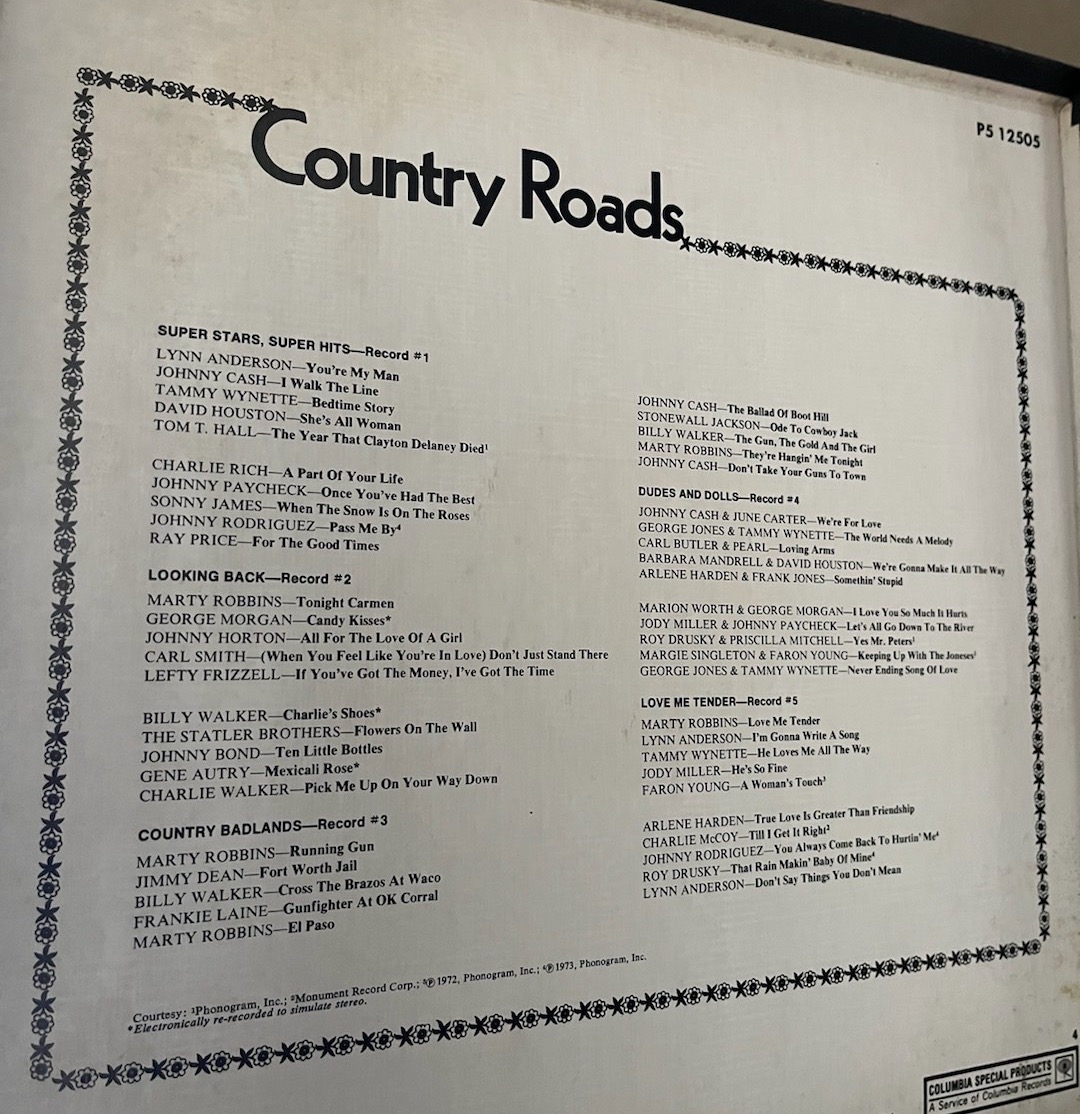 P5 12505
Country Roads
SUPER STARS, SUPER HITS—Record #1
LYNN ANDERSON—You're My Man
JOHNNY CASH—I Walk The Line
TAMMY WYNETTE—Bedtime Story
DAVID HOUSTON—She's All Woman
TOM T. HALL—The Year That Clayton Delaney Died¹
CHARLIE RICH—A Part Of Your Life
JOHNNY PAYCHECK—Once You've Had The Best
SONNY JAMES—When The Snow Is On The Roses
JOHNNY RODRIGUEZ—Pass Me By⁴
RAY PRICE—For The Good Times
LOOKING BACK—Record #2
MARTY ROBBINS—Tonight Carmen
GEORGE MORGAN—Candy Kisses*
JOHNNY HORTON—All For The Love Of A Girl
CARL SMITH—(When You Feel Like You're In Love) Don't Just Stand There
LEFTY FRIZZELL—If You've Got The Money, I've Got The Time
BILLY WALKER—Charlie's Shoes*
THE STATLER BROTHERS—Flowers On The Wall
JOHNNY BOND—Ten Little Bottles
GENE AUTRY—Mexicali Rose*
CHARLIE WALKER—Pick Me Up On Your Way Down
COUNTRY BADLANDS—Record #3
MARTY ROBBINS—Running Gun
JIMMY DEAN—Fort Worth Jail
BILLY WALKER—Cross The Brazos At Waco
FRANKIE LAINE—Gunfighter At OK Corral
MARTY ROBBINS—El Paso
JOHNNY CASH—The Ballad Of Boot Hill
STONEWALL JACKSON—Ode To Cowboy Jack
BILLY WALKER—The Gun, The Gold And The Girl
MARTY ROBBINS—They're Hangin' Me Tonight
JOHNNY CASH—Don't Take Your Guns To Town
DUDES AND DOLLS—Record #4
JOHNNY CASH & JUNE CARTER—We're For Love
GEORGE JONES & TAMMY WYNETTE—The World Needs A Melody
CARL BUTLER & PEARL—Loving Arms
BARBARA MANDRELL & DAVID HOUSTON—We're Gonna Make It All The Way
ARLENE HARDEN & FRANK JONES—Somethin' Stupid
MARION WORTH & GEORGE MORGAN—I Love You So Much It Hurts
JODY MILLER & JOHNNY PAYCHECK—Let's All Go Down To The River
ROY DRUSKY & PRISCILLA MITCHELL—Yes Mr. Peters¹
MARGIE SINGLETON & FARON YOUNG—Keeping Up With The Joneses¹
GEORGE JONES & TAMMY WYNETTE—Never Ending Song Of Love
LOVE ME TENDER—Record #5
MARTY ROBBINS—Love Me Tender
LYNN ANDERSON—I'm Gonna Write A Song
TAMMY WYNETTE—He Loves Me All The Way
JODY MILLER—He's So Fine
FARON YOUNG—A Woman's Touch³
ARLENE HARDEN—True Love Is Greater Than Friendship
CHARLIE McCOY—Till I Get It Right²
JOHNNY RODRIGUEZ—You Always Come Back To Hurtin' Me⁴
ROY DRUSKY—That Rain Makin' Baby Of Mine⁴
LYNN ANDERSON—Don't Say Things You Don't Mean
Courtesy: ¹Phonogram, Inc.; ²Monument Record Corp.; ³℗ 1972, Phonogram, Inc.; ⁴℗ 1973, Phonogram, Inc.
*Electronically re-recorded to simulate stereo.
4
COLUMBIA SPECIAL PRODUCTS
A Service of Columbia Records